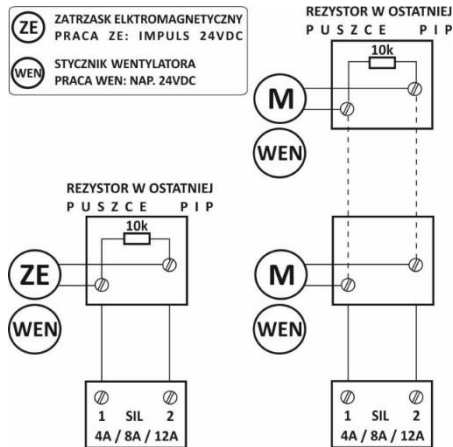 ZE
ZATRZASK ELKTROMAGNETYCZNY
PRACA ZE: IMPULS 24VDC
WEN
STYCZNIK WENTYLATORA
PRACA WEN: NAP. 24VDC
REZYSTOR W OSTATNIEJ
PUSZCE PIP
10k
M
WEN
REZYSTOR W OSTATNIEJ
PUSZCE PIP
10k
ZE
WEN
M
WEN
1 SIL 2
4A / 8A / 12A
1 SIL 2
4A / 8A / 12A